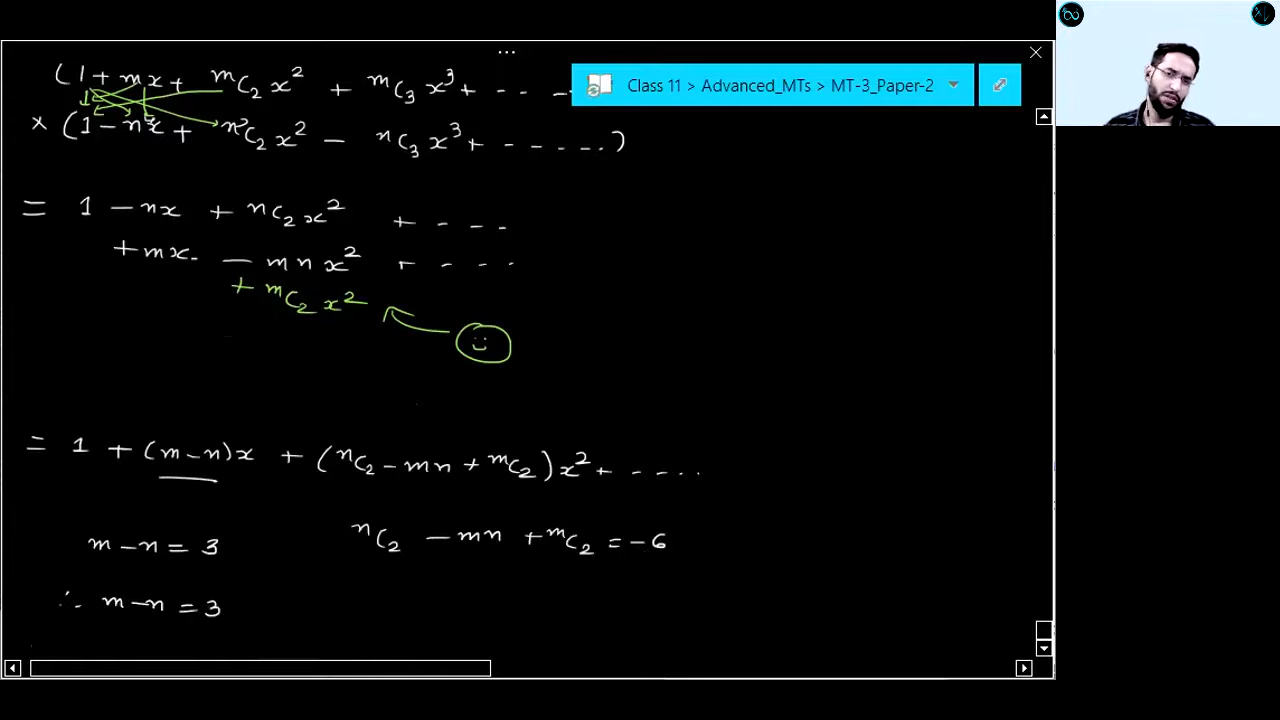 (1 + mx + ᵐC₂ x² + ᵐC₃ x³ + - - -
Class 11 > Advanced_MTs > MT-3_Paper-2
× (1 - nx + ⁿC₂ x² - ⁿC₃ x³ + - - - - - )
= 1 - nx + ⁿC₂ x² + - - - -
+ mx - mn x² + - - - -
+ ᵐC₂ x²
= 1 + (m-n)x + (ⁿC₂ - mn + ᵐC₂) x² + - - - - -
m - n = 3 ⁿC₂ - mn + ᵐC₂ = -6
∴ m - n = 3